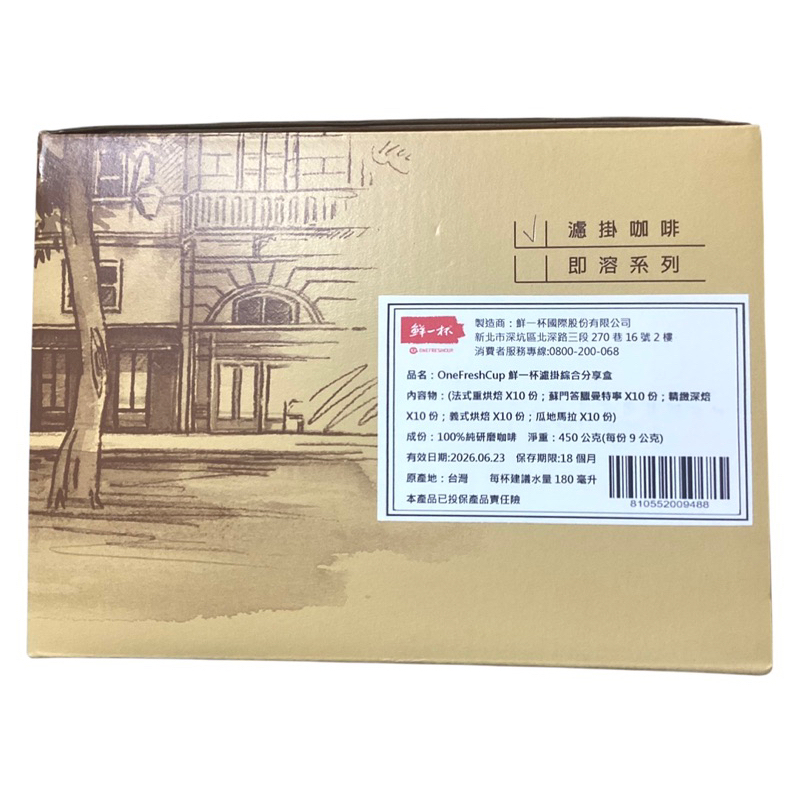 濾掛咖啡
即溶系列
鮮一杯
ONEFRESHCUP
製造商：鮮一杯國際股份有限公司
新北市深坑區北深路三段 270 巷 16 號 2 樓
消費者服務專線:0800-200-068
品名：OneFreshCup 鮮一杯濾掛綜合分享盒
內容物：(法式重烘焙 X10 份；蘇門答臘曼特寧 X10 份；精緻深焙
X10 份；義式烘焙 X10 份；瓜地馬拉 X10 份)
成份：100%純研磨咖啡 淨重：450 公克(每份 9 公克)
有效日期:2026.06.23 保存期限:18 個月
原產地：台灣 每杯建議水量 180 毫升
本產品已投保產品責任險
810552009488